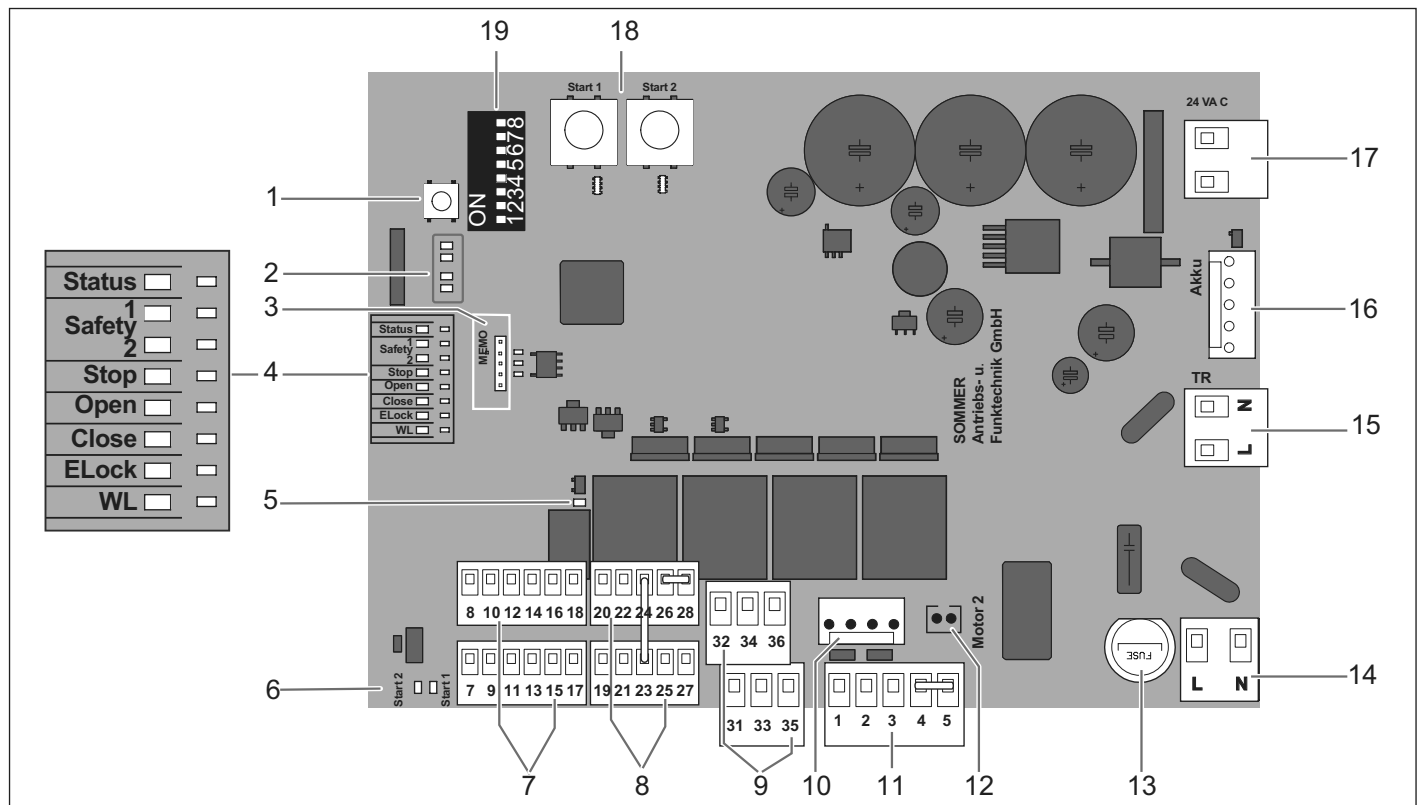 19
18
Start 1
Start 2
24 VA C
17
1
ON
12345678
2
3
MEMO
Status
1
Safety
2
Stop
Open
Close
ELock
WL
4
Status
1
Safety
2
Stop
Open
Close
ELock
WL
Akku
16
SOMMER
Antriebs- u.
Funktechnik GmbH
TR
N
L
15
5
8 10 12 14 16 18
20 22 24 26 28
32 34 36
Motor 2
FUSE
L N
14
6
Start 2
Start 1
7 9 11 13 15 17
19 21 23 25 27
31 33 35
1 2 3 4 5
7
8
9
10
11
12
13